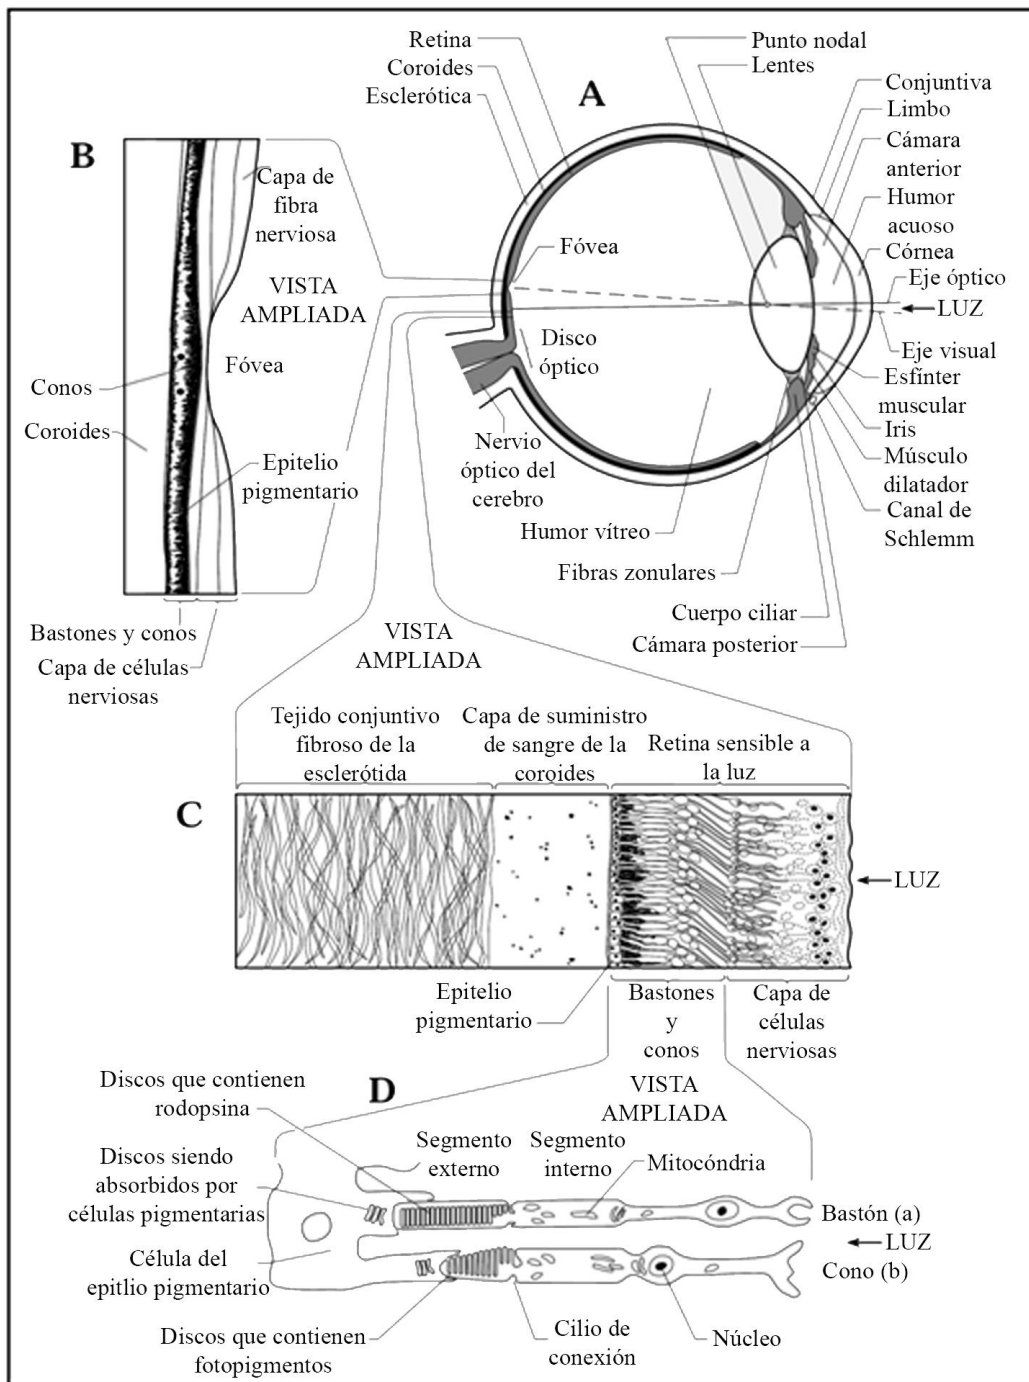 A
Retina
Coroides
Esclerótica
Punto nodal
Lentes
Conjuntiva
Limbo
Cámara
anterior
Humor
acuoso
Córnea
Eje óptico
LUZ
Eje visual
Esfínter
muscular
Iris
Músculo
dilatador
Canal de
Schlemm
Fóvea
Disco
óptico
Nervio
óptico del
cerebro
Humor vítreo
Fibras zonulares
Cuerpo ciliar
Cámara posterior
B
Capa de
fibra
nerviosa
VISTA
AMPLIADA
Fóvea
Conos
Coroides
Epitelio
pigmentario
Bastones y conos
Capa de células
nerviosas
VISTA
AMPLIADA
C
Tejido conjuntivo
fibroso de la
esclerótida
Capa de suministro
de sangre de la
coroides
Retina sensible a
la luz
LUZ
Epitelio
pigmentario
Bastones
y
conos
Capa de
células
nerviosas
VISTA
AMPLIADA
D
Discos que contienen
rodopsina
Discos siendo
absorbidos por
células pigmentarias
Célula del
epitlio pigmentario
Segmento
externo
Segmento
interno
Mitocóndria
Bastón (a)
LUZ
Cono (b)
Discos que contienen
fotopigmentos
Cilio de
conexión
Núcleo